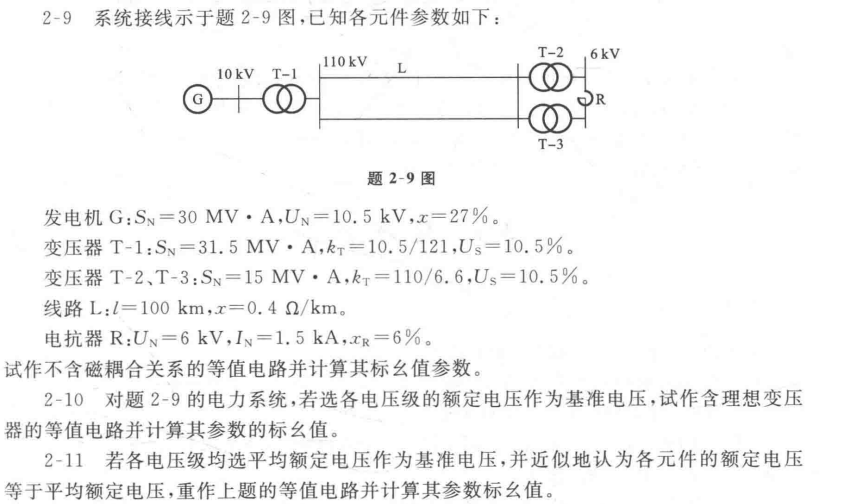 2-9 系统接线示于题 2-9 图,已知各元件参数如下:
T-2 6 kV
10 kV T-1 110 kV L
G R
T-3
题 2-9 图
发电机 G:S_N=30 MV·A,U_N=10.5 kV,x=27%。
变压器 T-1:S_N=31.5 MV·A,k_T=10.5/121,U_S=10.5%。
变压器 T-2、T-3:S_N=15 MV·A,k_T=110/6.6,U_S=10.5%。
线路 L:l=100 km,x=0.4 Ω/km。
电抗器 R:U_N=6 kV,I_N=1.5 kA,x_R=6%。
试作不含磁耦合关系的等值电路并计算其标幺值参数。
2-10 对题 2-9 的电力系统,若选各电压级的额定电压作为基准电压,试作含理想变压
器的等值电路并计算其参数的标幺值。
2-11 若各电压级均选平均额定电压作为基准电压,并近似地认为各元件的额定电压
等于平均额定电压,重作上题的等值电路并计算其参数标幺值。